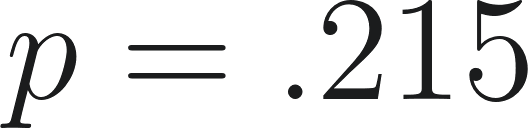 p = .215